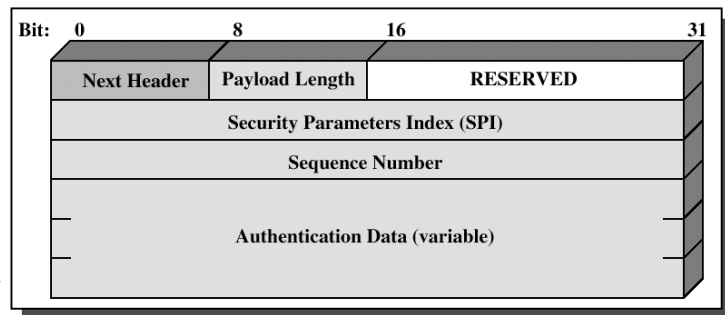 Bit: 0 8 16 31
Next Header Payload Length RESERVED
Security Parameters Index (SPI)
Sequence Number
Authentication Data (variable)